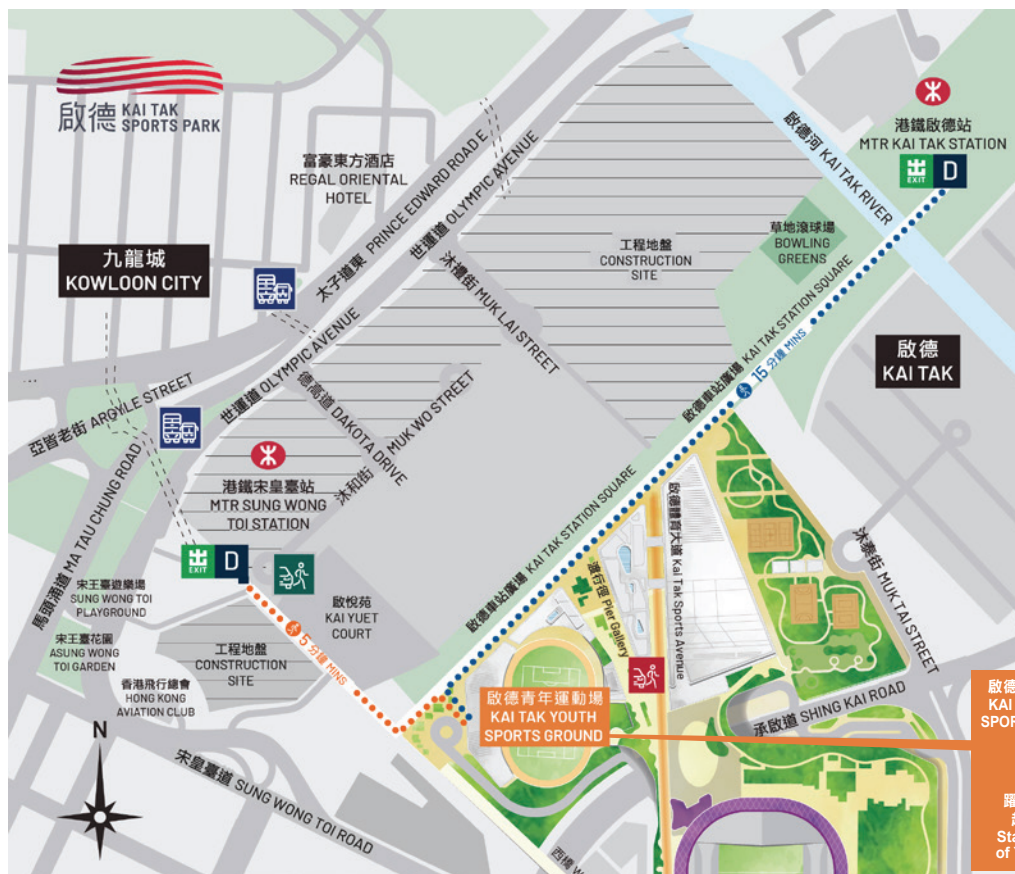 啟德 KAI TAK
SPORTS PARK
港鐵啟德站
MTR KAI TAK STATION
出
EXIT
D
啟德河 KAI TAK RIVER
富豪東方酒店
REGAL ORIENTAL
HOTEL
太子道東 PRINCE EDWARD ROAD E
世運道 OLYMPIC AVENUE
草地滾球場
BOWLING
GREENS
工程地盤
CONSTRUCTION
SITE
九龍城
KOWLOON CITY
沐禮街 MUK LAI STREET
啟德車站廣場 KAI TAK STATION SQUARE
15 分鐘 MINS
啟德
KAI TAK
世運道 OLYMPIC AVENUE
亞皆老街 ARGYLE STREET
德高道 DAKOTA DRIVE
沐和街 MUK WO STREET
港鐵宋皇臺站
MTR SUNG WONG
TOI STATION
馬頭涌道 MA TAU CHUNG ROAD
出
EXIT
D
啟德車站廣場 KAI TAK STATION SQUARE
啟德體育大道 Kai Tak Sports Avenue
沐泰街 MUK TAI STREET
宋王臺遊樂場
SUNG WONG TOI
PLAYGROUND
啟悅苑
KAI YUET
COURT
匯行徑 Pier Gallery
5 分鐘 MINS
宋王臺花園
ASUNG WONG
TOI GARDEN
工程地盤
CONSTRUCTION
SITE
香港飛行總會
HONG KONG
AVIATION CLUB
承啟道 SHING KAI ROAD
啟德青年運動場
KAI TAK YOUTH
SPORTS GROUND
啟德
KAI
SPOR
N
宋皇臺道 SUNG WONG TOI ROAD
躍
起
Sta
of
西橋 W